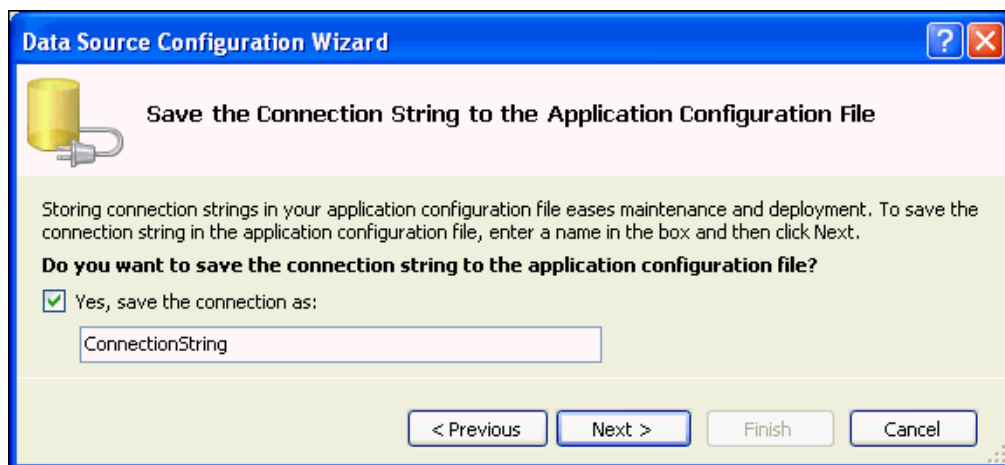 Data Source Configuration Wizard
Save the Connection String to the Application Configuration File
Storing connection strings in your application configuration file eases maintenance and deployment. To save the
connection string in the application configuration file, enter a name in the box and then click Next.
Do you want to save the connection string to the application configuration file?
Yes, save the connection as:
ConnectionString
< Previous Next > Finish Cancel